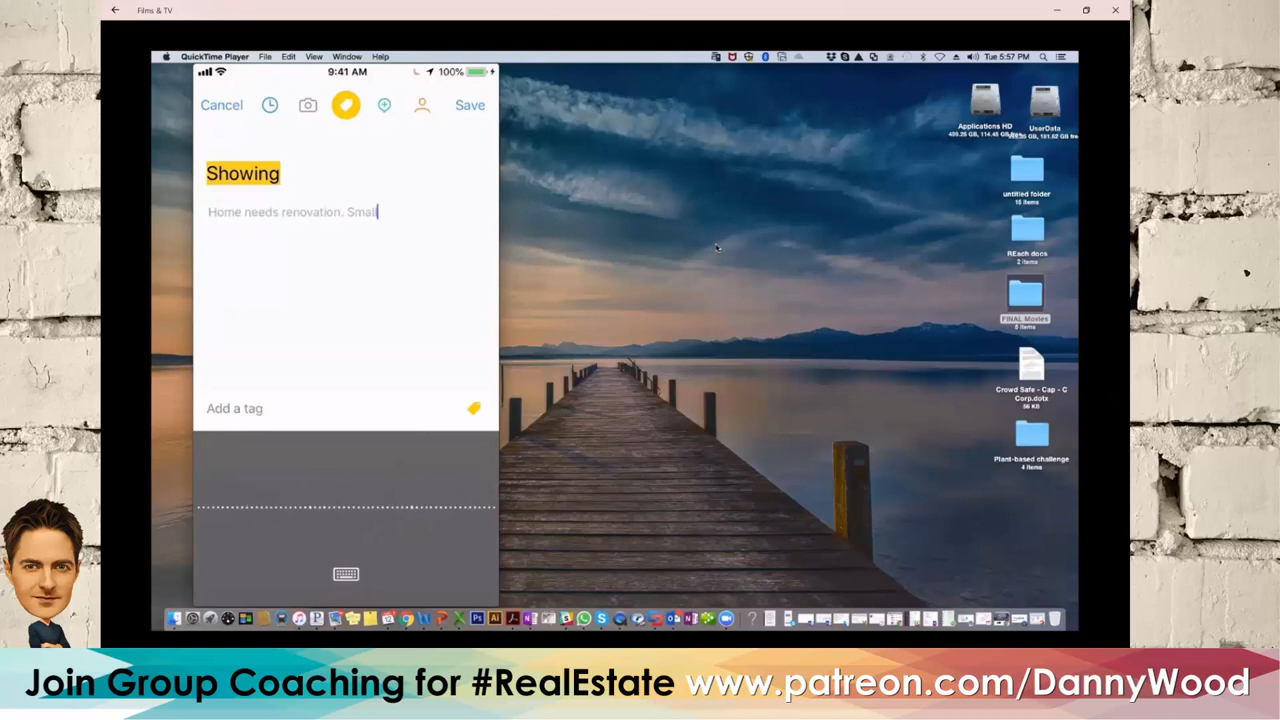 Films & TV
QuickTime Player File Edit View Window Help
Tue 5:57 PM
9:41 AM
100%
Cancel
Save
Showing
Home needs renovation. Small
Add a tag
Applications HD
UserData
untitled folder
15 items
REach docs
2 items
FINAL Movies
Crowd Safe - Cap - C
Corp.dotx
56 KB
Plant-based challenge
4 items
Join Group Coaching for #RealEstate www.patreon.com/DannyWood